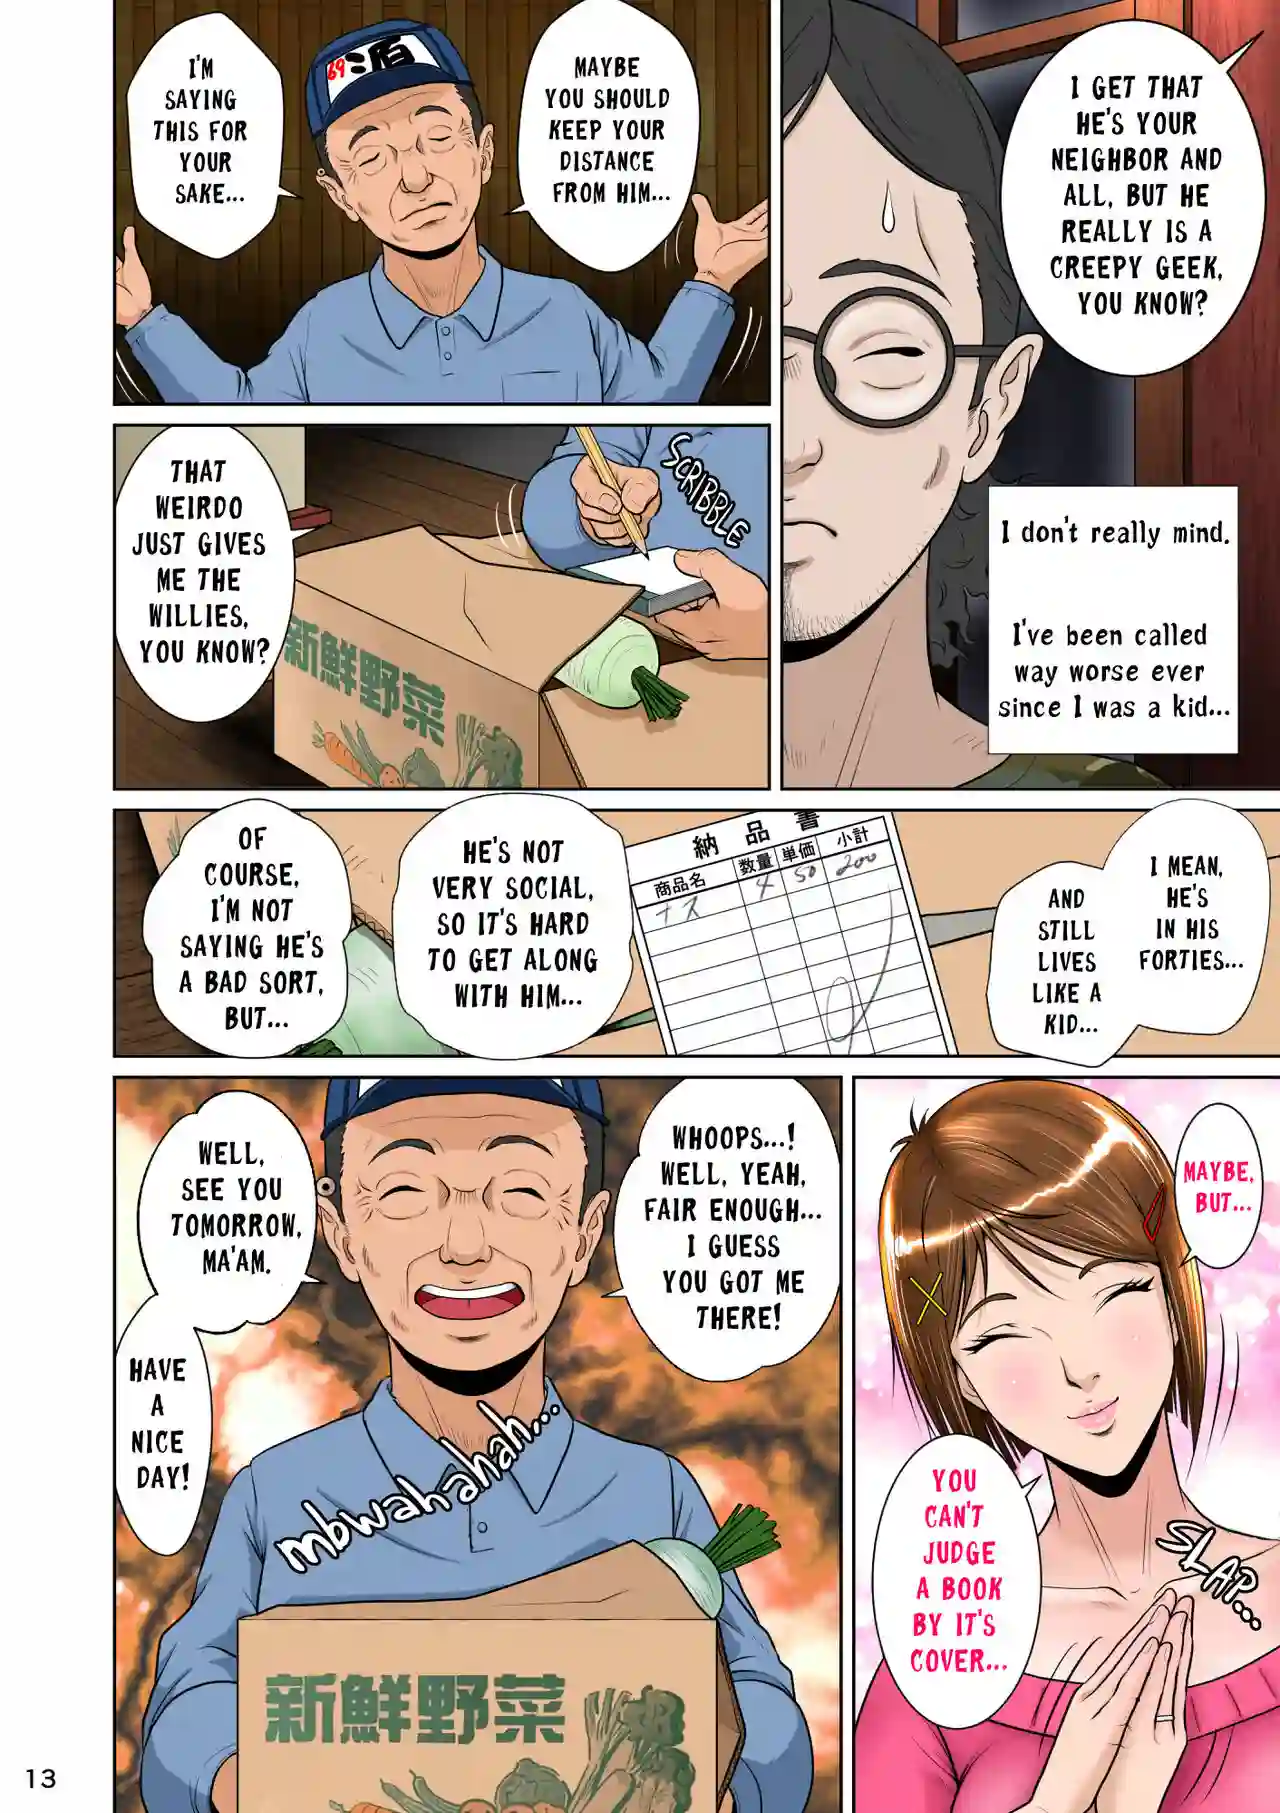 I GET THAT
HE'S YOUR
NEIGHBOR AND
ALL, BUT HE
REALLY IS A
CREEPY GEEK,
YOU KNOW?
I don't really mind.
I've been called
way worse ever
since I was a kid...
MAYBE
YOU SHOULD
KEEP YOUR
DISTANCE
FROM HIM...
69
酒
I'M
SAYING
THIS FOR
YOUR
SAKE...
SCRIBBLE
THAT
WEIRDO
JUST GIVES
ME THE
WILLIES,
YOU KNOW?
新鮮野菜
I MEAN,
HE'S
IN HIS
FORTIES...
AND
STILL
LIVES
LIKE A
KID...
納品書
商品名 数量 単価 小計
ナス 4 50 200
HE'S NOT
VERY SOCIAL,
SO IT'S HARD
TO GET ALONG
WITH HIM...
OF
COURSE,
I'M NOT
SAYING HE'S
A BAD SORT,
BUT...
MAYBE,
BUT...
YOU
CAN'T
JUDGE
A BOOK
BY IT'S
COVER...
SLAP...
WHOOPS...!
WELL, YEAH,
FAIR ENOUGH...
I GUESS
YOU GOT ME
THERE!
mbwahahah...
WELL,
SEE YOU
TOMORROW,
MA'AM.
HAVE
A
NICE
DAY!
新鮮野菜
13